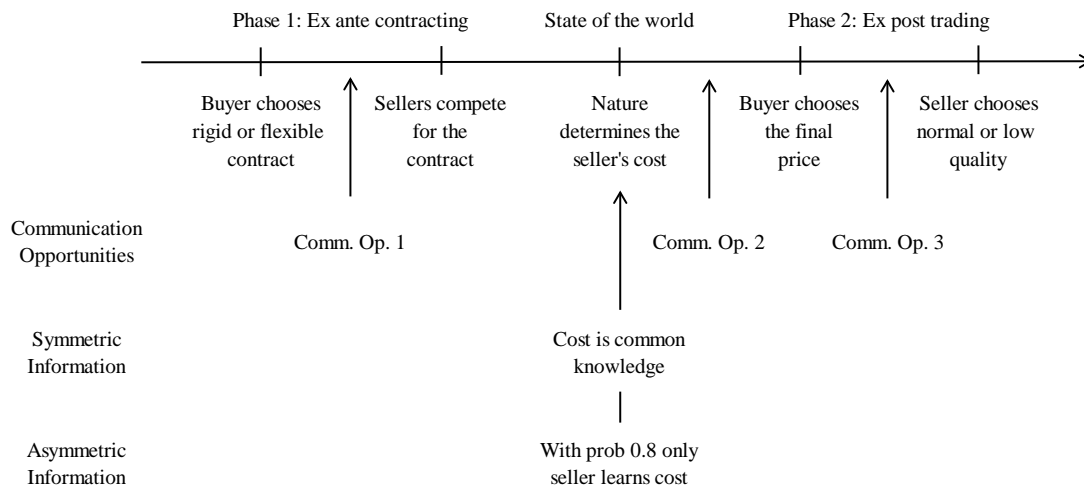 Phase 1: Ex ante contracting
State of the world
Phase 2: Ex post trading
Buyer chooses
rigid or flexible
contract
Sellers compete
for the
contract
Nature
determines the
seller's cost
Buyer chooses
the final
price
Seller chooses
normal or low
quality
Communication
Opportunities
Comm. Op. 1
Comm. Op. 2
Comm. Op. 3
Symmetric
Information
Cost is common
knowledge
Asymmetric
Information
With prob 0.8 only
seller learns cost